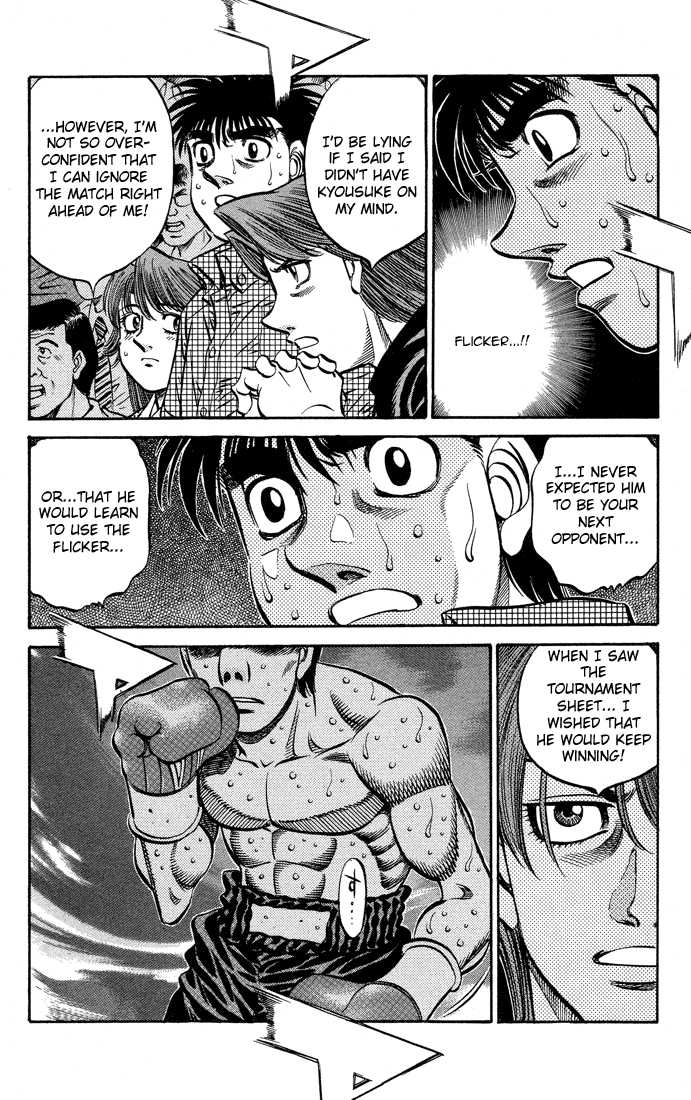 FLICKER...!!
I'D BE LYING
IF I SAID I
DIDN'T HAVE
KYOUSUKE ON
MY MIND.
...HOWEVER, I'M
NOT SO OVER-
CONFIDENT THAT
I CAN IGNORE
THE MATCH RIGHT
AHEAD OF ME!
I...I NEVER
EXPECTED HIM
TO BE YOUR
NEXT
OPPONENT...
OR...THAT HE
WOULD LEARN
TO USE THE
FLICKER...
WHEN I SAW
THE
TOURNAMENT
SHEET... I
WISHED THAT
HE WOULD KEEP
WINNING!
す…